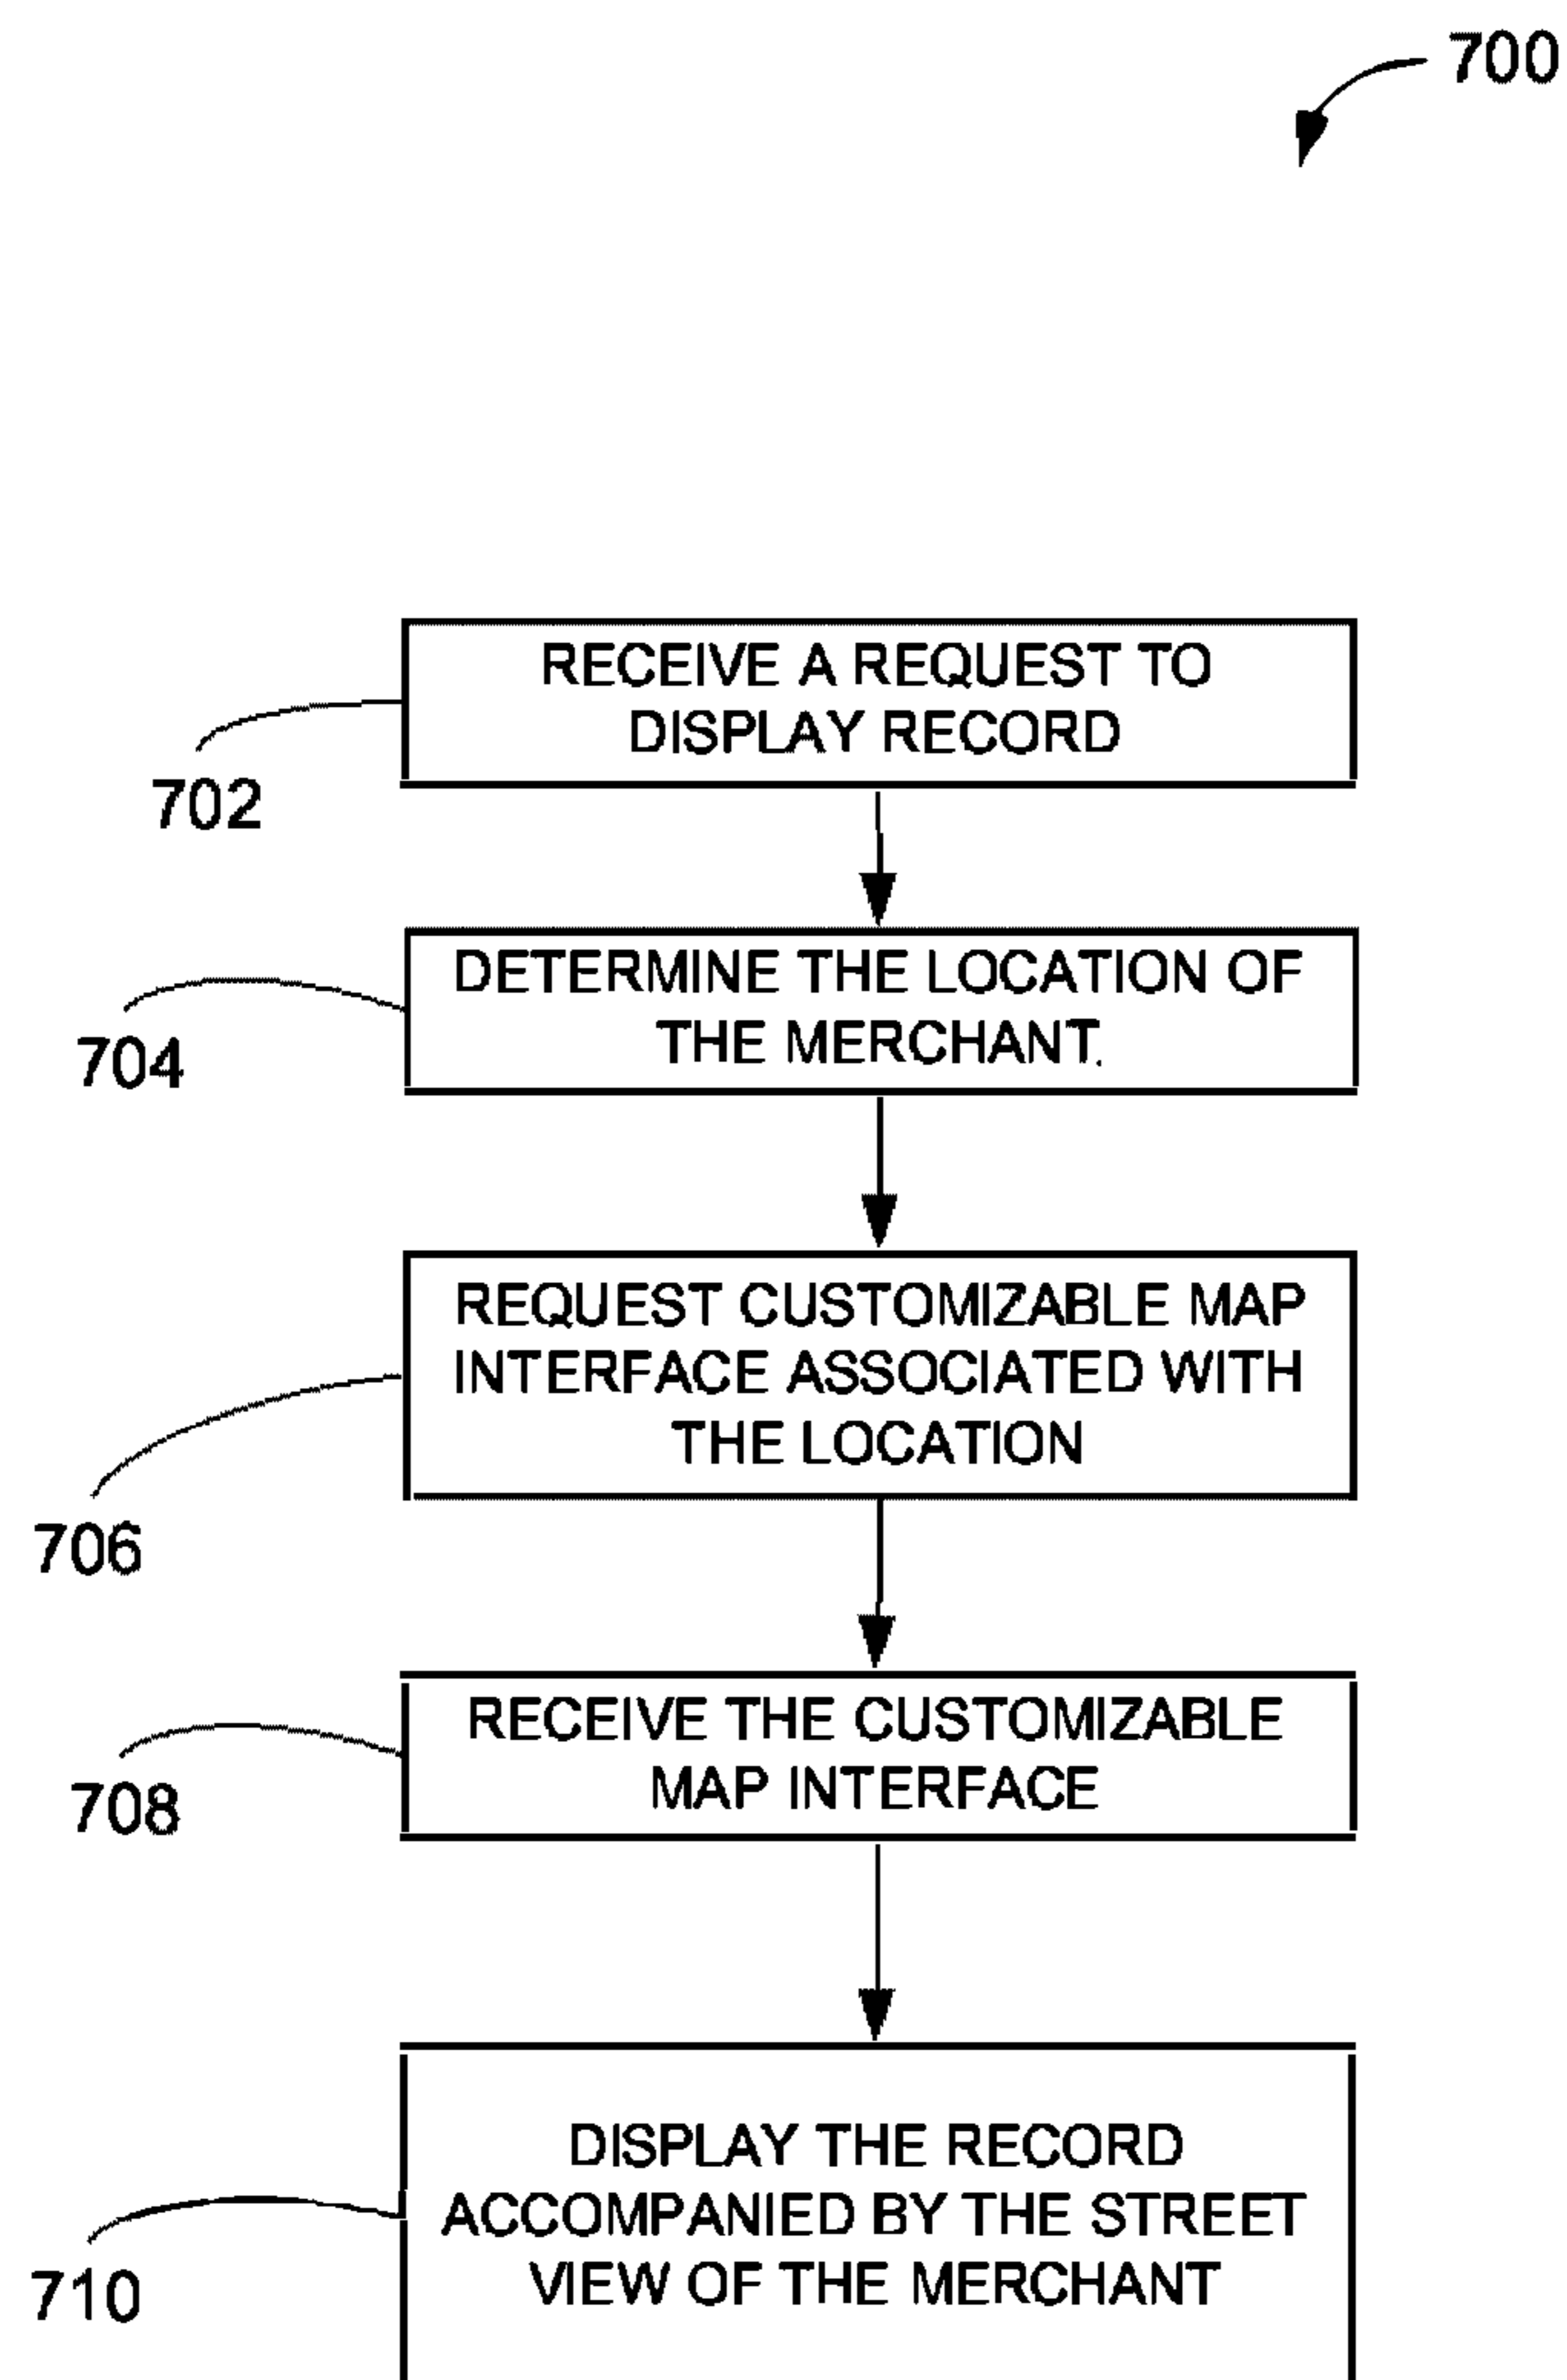 700
RECEIVE A REQUEST TO
DISPLAY RECORD
702
DETERMINE THE LOCATION OF
THE MERCHANT.
704
REQUEST CUSTOMIZABLE MAP
INTERFACE ASSOCIATED WITH
THE LOCATION
706
RECEIVE THE CUSTOMIZABLE
MAP INTERFACE
708
DISPLAY THE RECORD
ACCOMPANIED BY THE STREET
VIEW OF THE MERCHANT
710